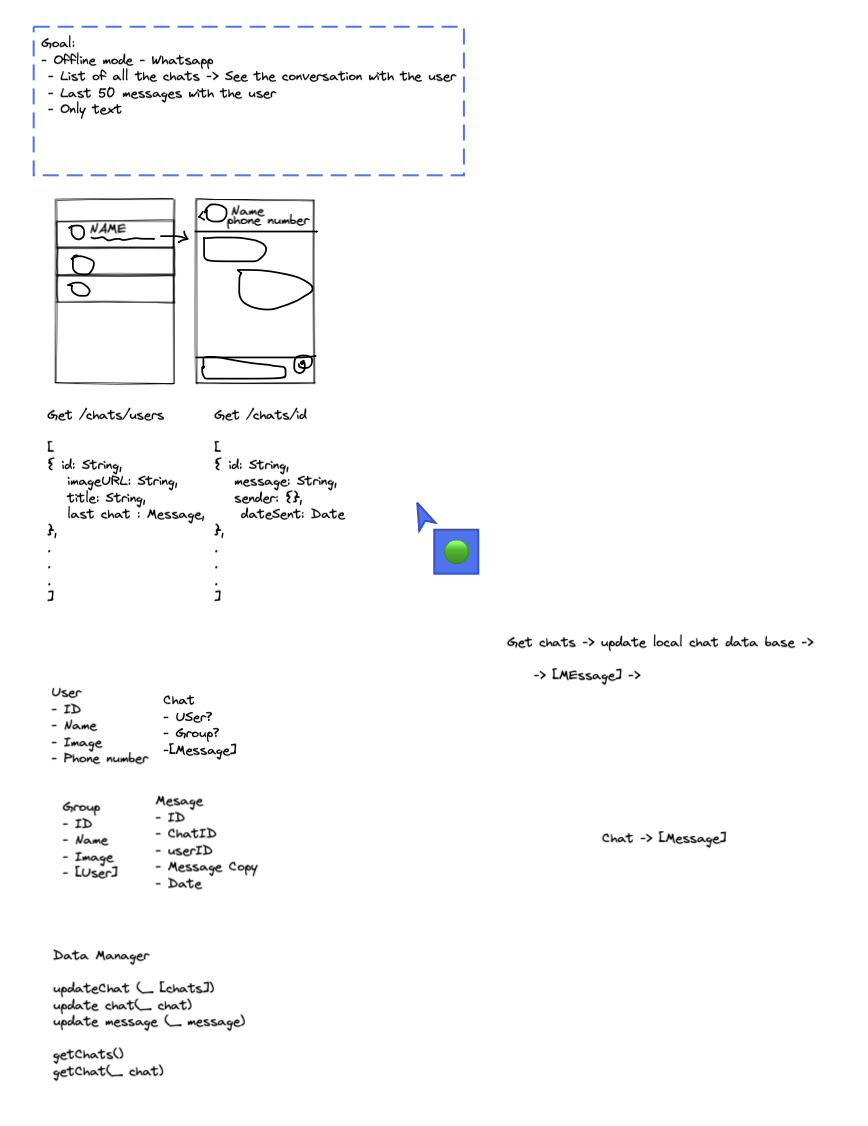 Goal:
- Offline mode - Whatsapp
- List of all the chats -> See the conversation with the user
- Last 50 messages with the user
- Only text
NAME
Name
phone number
Get /chats/users
[
{ id: String,
imageURL: String,
title: String,
last chat : Message,
},
.
.
.
]
Get /chats/id
[
{ id: String,
message: String,
sender: {},
dateSent: Date
},
.
.
.
]
Get chats -> update local chat data base ->
-> [MEssage] ->
User
- ID
- Name
- Image
- Phone number
Chat
- USer?
- Group?
-[Message]
Group
- ID
- Name
- Image
- [User]
Mesage
- ID
- ChatID
- userID
- Message Copy
- Date
Chat -> [Message]
Data Manager
updateChat (_ [chats])
update chat(_ chat)
update message (_ message)
getChats()
getChat(_ chat)